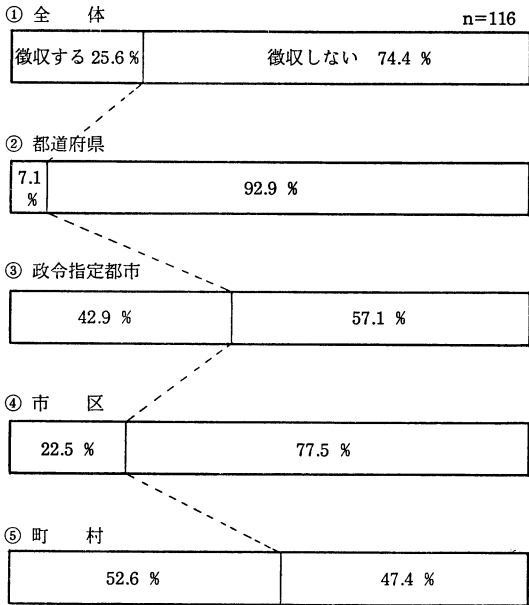 ① 全 体 n=116
徴収する 25.6 % 徴収しない 74.4 %
② 都道府県
7.1 % 92.9 %
③ 政令指定都市
42.9 % 57.1 %
④ 市 区
22.5 % 77.5 %
⑤ 町 村
52.6 % 47.4 %